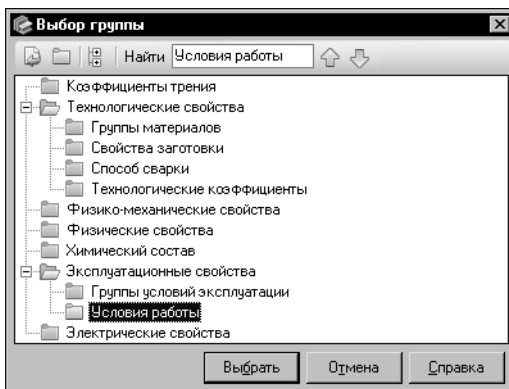 Выбор группы
Найти Условия работы
Коэффициенты трения
Технологические свойства
Группы материалов
Свойства заготовки
Способ сварки
Технологические коэффициенты
Физико-механические свойства
Физические свойства
Химический состав
Эксплуатационные свойства
Группы условий эксплуатации
Условия работы
Электрические свойства
Выбрать Отмена Справка